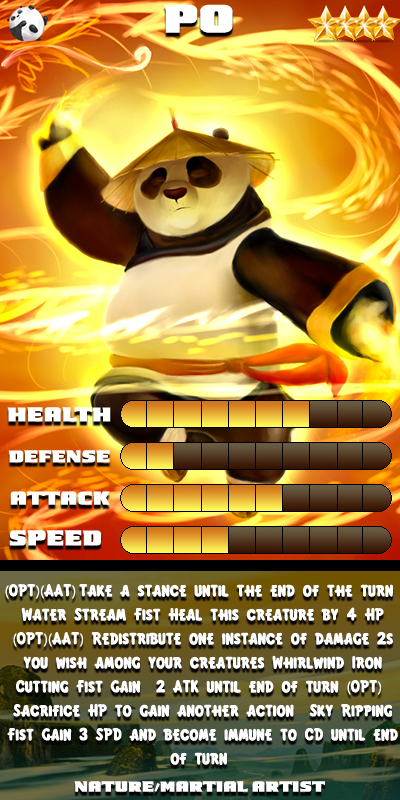 PO
HEALTH
DEFENSE
ATTACK
SPEED
(OPT)(AAT) Take a stance until the end of the turn
Water Stream Fist Heal this creature by 4 HP
(OPT)(AAT) Redistribute one instance of damage 2s
you wish among your creatures Whirlwind Iron
Cutting Fist Gain 2 ATK until end of turn (OPT)
Sacrifice HP to gain another action Sky Ripping
Fist Gain 3 SPD and become immune to CD until end
of turn
NATURE/MARTIAL ARTIST